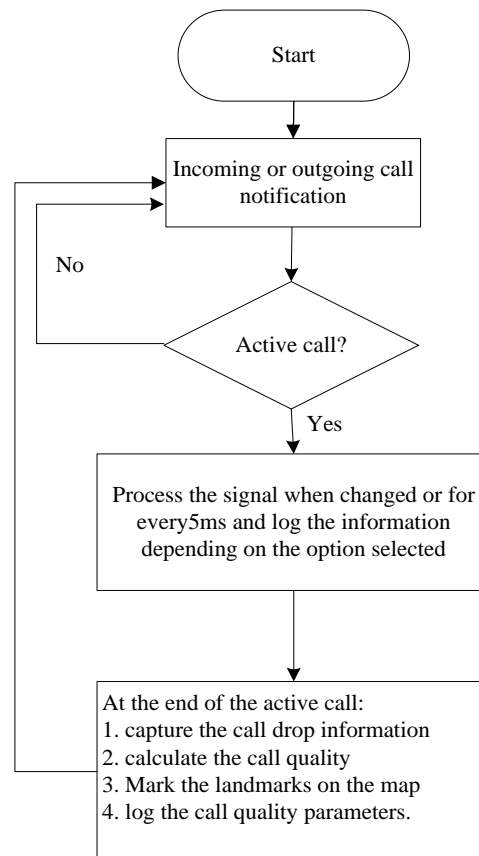 Start
Incoming or outgoing call
notification
No
Active call?
Yes
Process the signal when changed or for
every5ms and log the information
depending on the option selected
At the end of the active call:
1. capture the call drop information
2. calculate the call quality
3. Mark the landmarks on the map
4. log the call quality parameters.